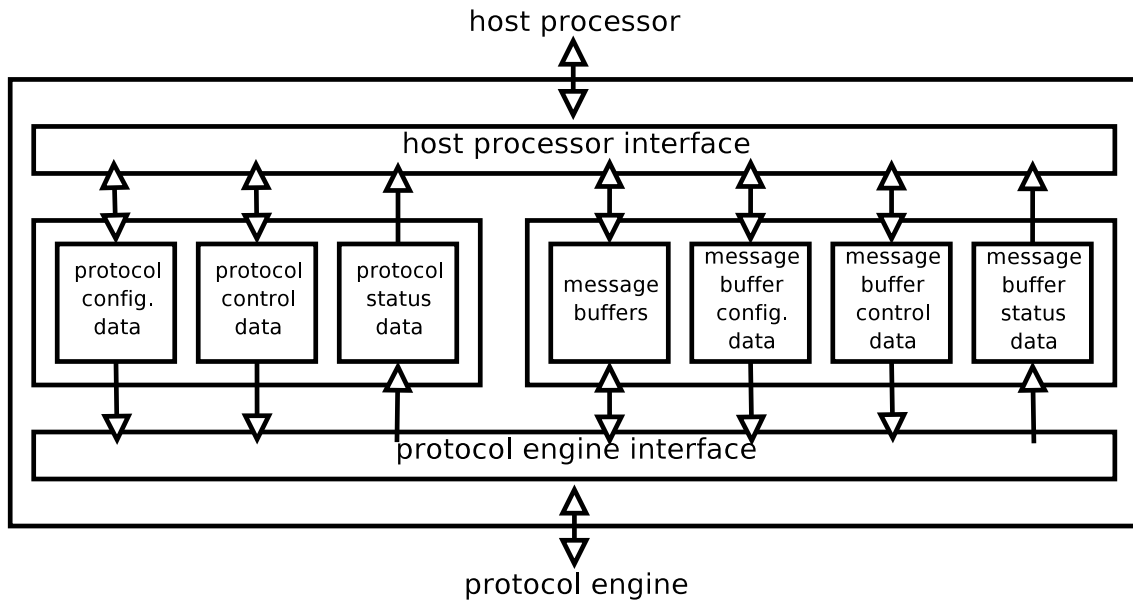 host processor
host processor interface
protocol
config.
data
protocol
control
data
protocol
status
data
message
buffers
message
buffer
config.
data
message
buffer
control
data
message
buffer
status
data
protocol engine interface
protocol engine